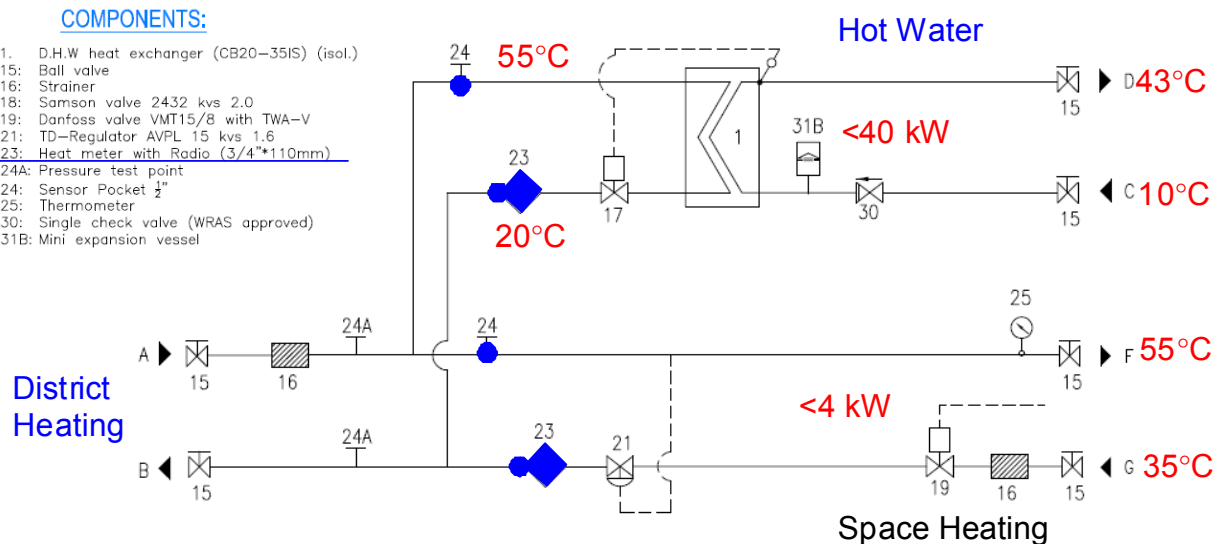 COMPONENTS:
1. D.H.W heat exchanger (CB20-35IS) (isol.)
15: Ball valve
16: Strainer
18: Samson valve 2432 kvs 2.0
19: Danfoss valve VMT15/8 with TWA-V
21: TD-Regulator AVPL 15 kvs 1.6
23: Heat meter with Radio (3/4"*110mm)
24A: Pressure test point
24: Sensor Pocket ½"
25: Thermometer
30: Single check valve (WRAS approved)
31B: Mini expansion vessel
Hot Water
24
55°C
15
D
43°C
1
31B
<40 kW
23
17
30
15
C
10°C
20°C
A
15
16
24A
24
25
15
F
55°C
District
Heating
<4 kW
B
15
24A
23
21
19
16
15
G
35°C
Space Heating